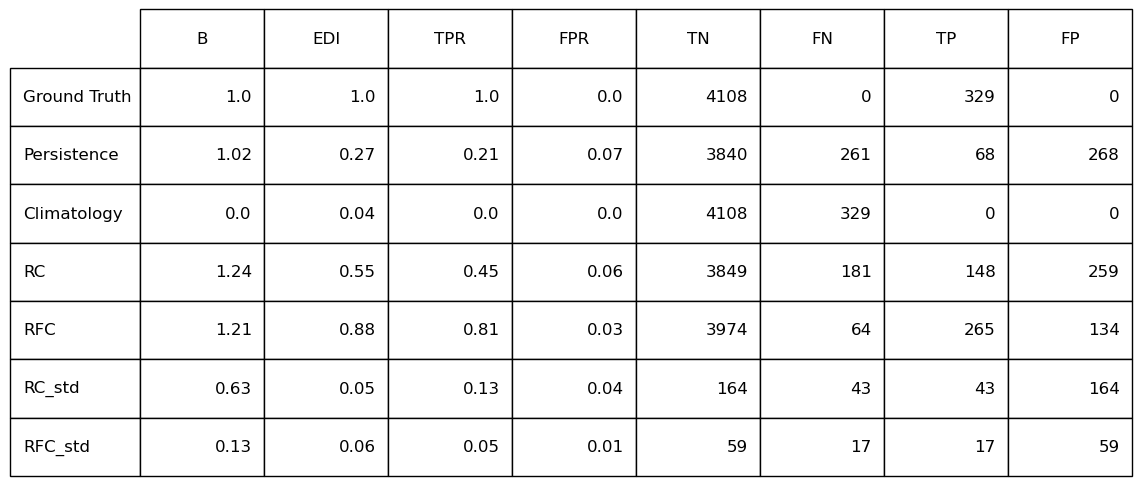 B EDI TPR FPR TN FN TP FP
Ground Truth 1.0 1.0 1.0 0.0 4108 0 329 0
Persistence 1.02 0.27 0.21 0.07 3840 261 68 268
Climatology 0.0 0.04 0.0 0.0 4108 329 0 0
RC 1.24 0.55 0.45 0.06 3849 181 148 259
RFC 1.21 0.88 0.81 0.03 3974 64 265 134
RC_std 0.63 0.05 0.13 0.04 164 43 43 164
RFC_std 0.13 0.06 0.05 0.01 59 17 17 59